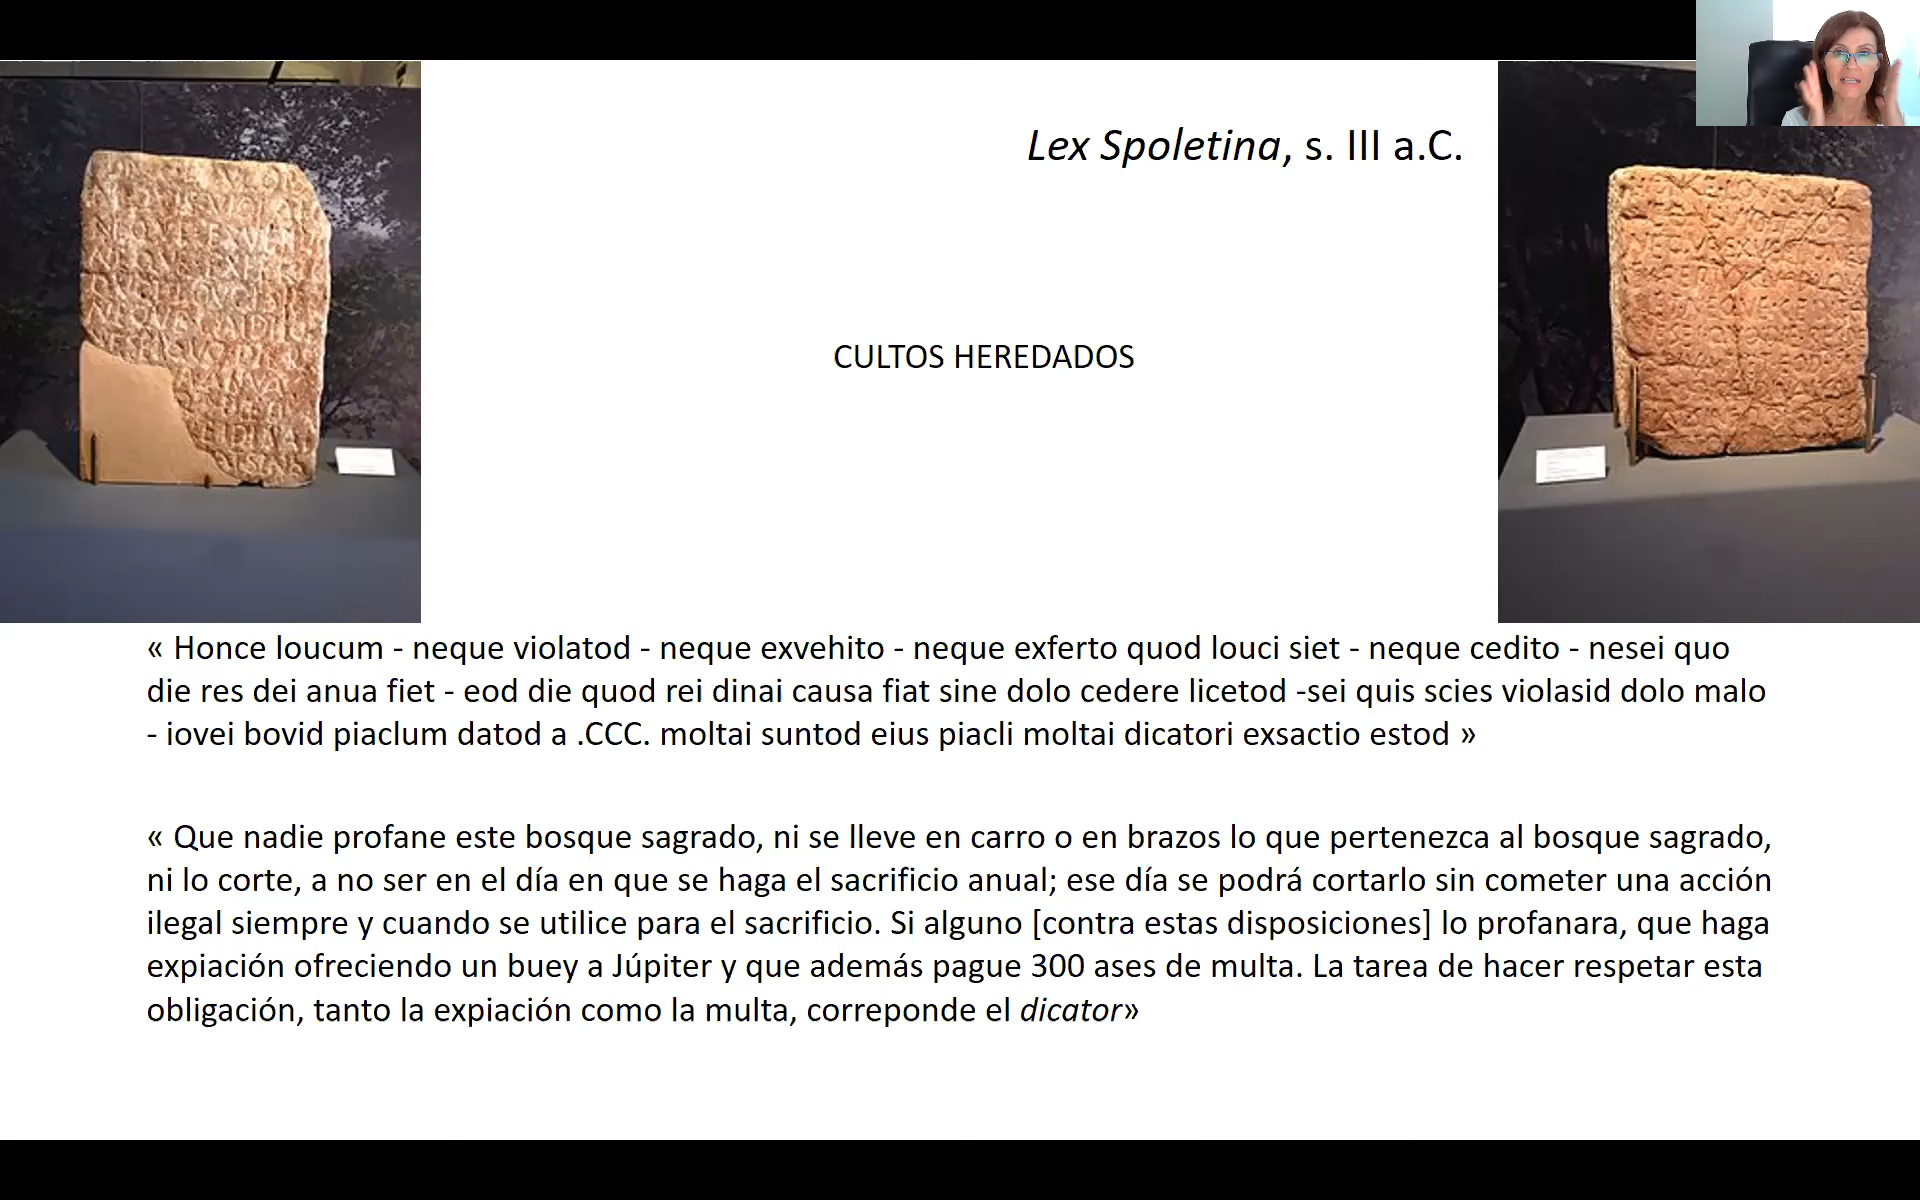 Lex Spoletina, s. III a.C.
CULTOS HEREDADOS
« Honce loucum - neque violatod - neque exvehito - neque exferto quod louci siet - neque cedito - nesei quo
die res dei anua fiet - eod die quod rei dinai causa fiat sine dolo cedere licetod -sei quis scies violasid dolo malo
- iovei bovid piaclum datod a .CCC. moltai suntod eius piacli moltai dicatori exsactio estod »
« Que nadie profane este bosque sagrado, ni se lleve en carro o en brazos lo que pertenezca al bosque sagrado,
ni lo corte, a no ser en el día en que se haga el sacrificio anual; ese día se podrá cortarlo sin cometer una acción
ilegal siempre y cuando se utilice para el sacrificio. Si alguno [contra estas disposiciones] lo profanara, que haga
expiación ofreciendo un buey a Júpiter y que además pague 300 ases de multa. La tarea de hacer respetar esta
obligación, tanto la expiación como la multa, correponde el dicator»